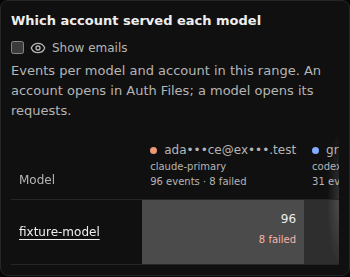 Which account served each model
Show emails
Events per model and account in this range. An
account opens in Auth Files; a model opens its
requests.
Model
ada•••ce@ex•••.test
claude-primary
96 events · 8 failed
gr
codex
31 ev
fixture-model
96
8 failed